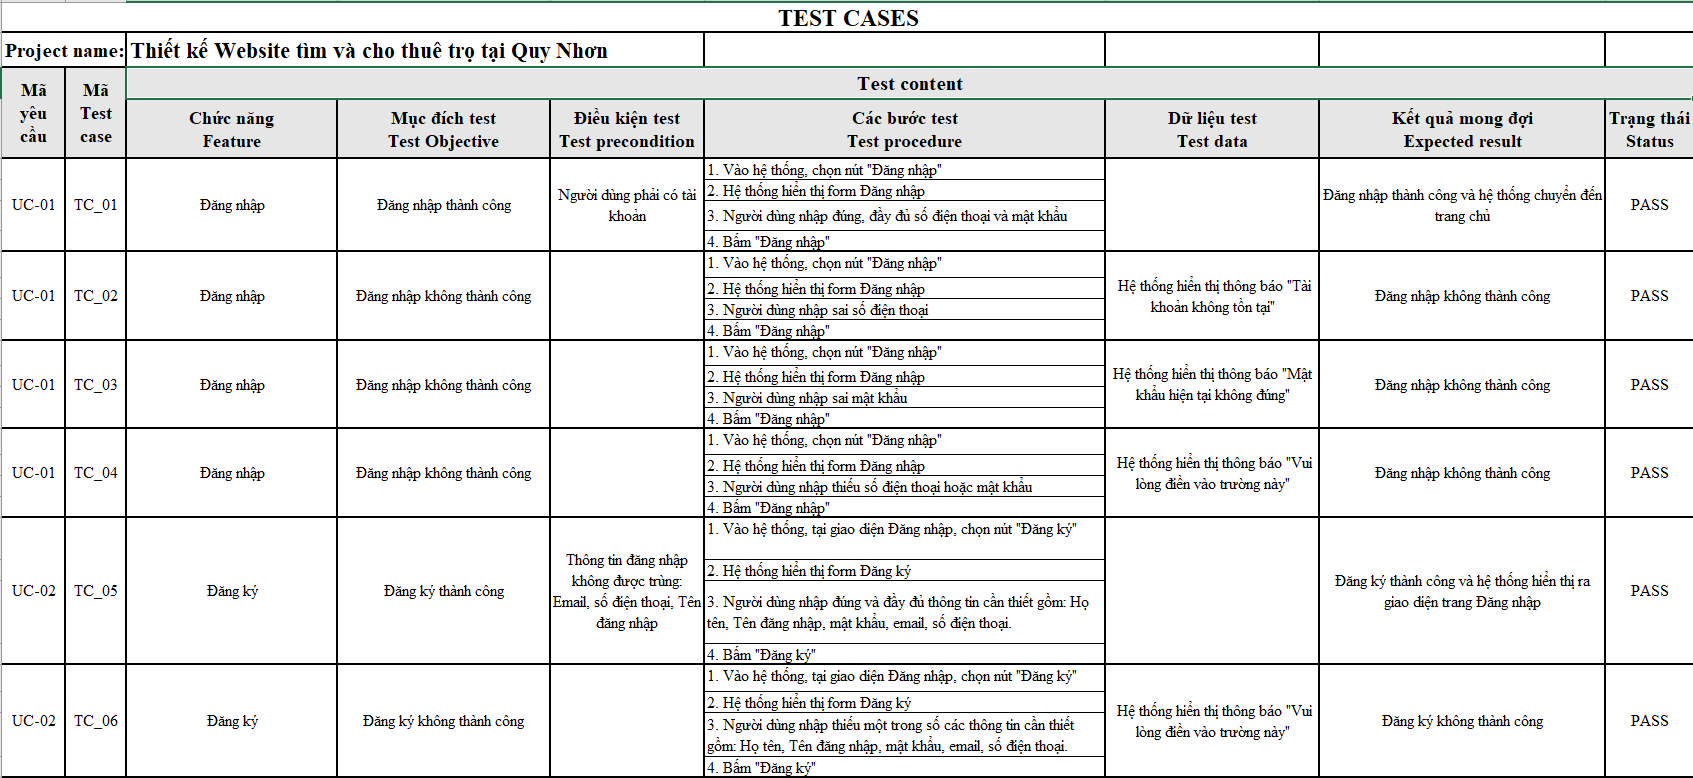 TEST CASES
Project name: Thiết kế Website tìm và cho thuê trọ tại Quy Nhơn
Mã yêu cầu
Mã Test case
Test content
Chức năng
Feature
Mục đích test
Test Objective
Điều kiện test
Test precondition
Các bước test
Test procedure
Dữ liệu test
Test data
Kết quả mong đợi
Expected result
Trạng thái
Status
UC-01
TC_01
Đăng nhập
Đăng nhập thành công
Người dùng phải có tài
khoản
1. Vào hệ thống, chọn nút "Đăng nhập"
2. Hệ thống hiển thị form Đăng nhập
3. Người dùng nhập đúng, đầy đủ số điện thoại và mật khẩu
4. Bấm "Đăng nhập"
Đăng nhập thành công và hệ thống chuyển đến
trang chủ
PASS
UC-01
TC_02
Đăng nhập
Đăng nhập không thành công
1. Vào hệ thống, chọn nút "Đăng nhập"
2. Hệ thống hiển thị form Đăng nhập
3. Người dùng nhập sai số điện thoại
4. Bấm "Đăng nhập"
Hệ thống hiển thị thông báo "Tài
khoản không tồn tại"
Đăng nhập không thành công
PASS
UC-01
TC_03
Đăng nhập
Đăng nhập không thành công
1. Vào hệ thống, chọn nút "Đăng nhập"
2. Hệ thống hiển thị form Đăng nhập
3. Người dùng nhập sai mật khẩu
4. Bấm "Đăng nhập"
Hệ thống hiển thị thông báo "Mật
khẩu hiện tại không đúng"
Đăng nhập không thành công
PASS
UC-01
TC_04
Đăng nhập
Đăng nhập không thành công
1. Vào hệ thống, chọn nút "Đăng nhập"
2. Hệ thống hiển thị form Đăng nhập
3. Người dùng nhập thiếu số điện thoại hoặc mật khẩu
4. Bấm "Đăng nhập"
Hệ thống hiển thị thông báo "Vui
lòng điền vào trường này"
Đăng nhập không thành công
PASS
UC-02
TC_05
Đăng ký
Đăng ký thành công
Thông tin đăng nhập
không được trùng:
Email, số điện thoại, Tên
đăng nhập
1. Vào hệ thống, tại giao diện Đăng nhập, chọn nút "Đăng ký"
2. Hệ thống hiển thị form Đăng ký
3. Người dùng nhập đúng và đầy đủ thông tin cần thiết gồm: Họ
tên, Tên đăng nhập, mật khẩu, email, số điện thoại.
4. Bấm "Đăng ký"
Đăng ký thành công và hệ thống hiển thị ra
giao diện trang Đăng nhập
PASS
UC-02
TC_06
Đăng ký
Đăng ký không thành công
1. Vào hệ thống, tại giao diện Đăng nhập, chọn nút "Đăng ký"
2. Hệ thống hiển thị form Đăng ký
3. Người dùng nhập thiếu một trong số các thông tin cần thiết
gồm: Họ tên, Tên đăng nhập, mật khẩu, email, số điện thoại.
4. Bấm "Đăng ký"
Hệ thống hiển thị thông báo "Vui
lòng điền vào trường này"
Đăng ký không thành công
PASS